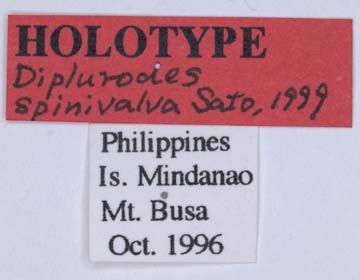 HOLOTYPE
Diplurodes
spinivalva Sato, 1999
Philippines
Is. Mindanao
Mt. Busa
Oct. 1996